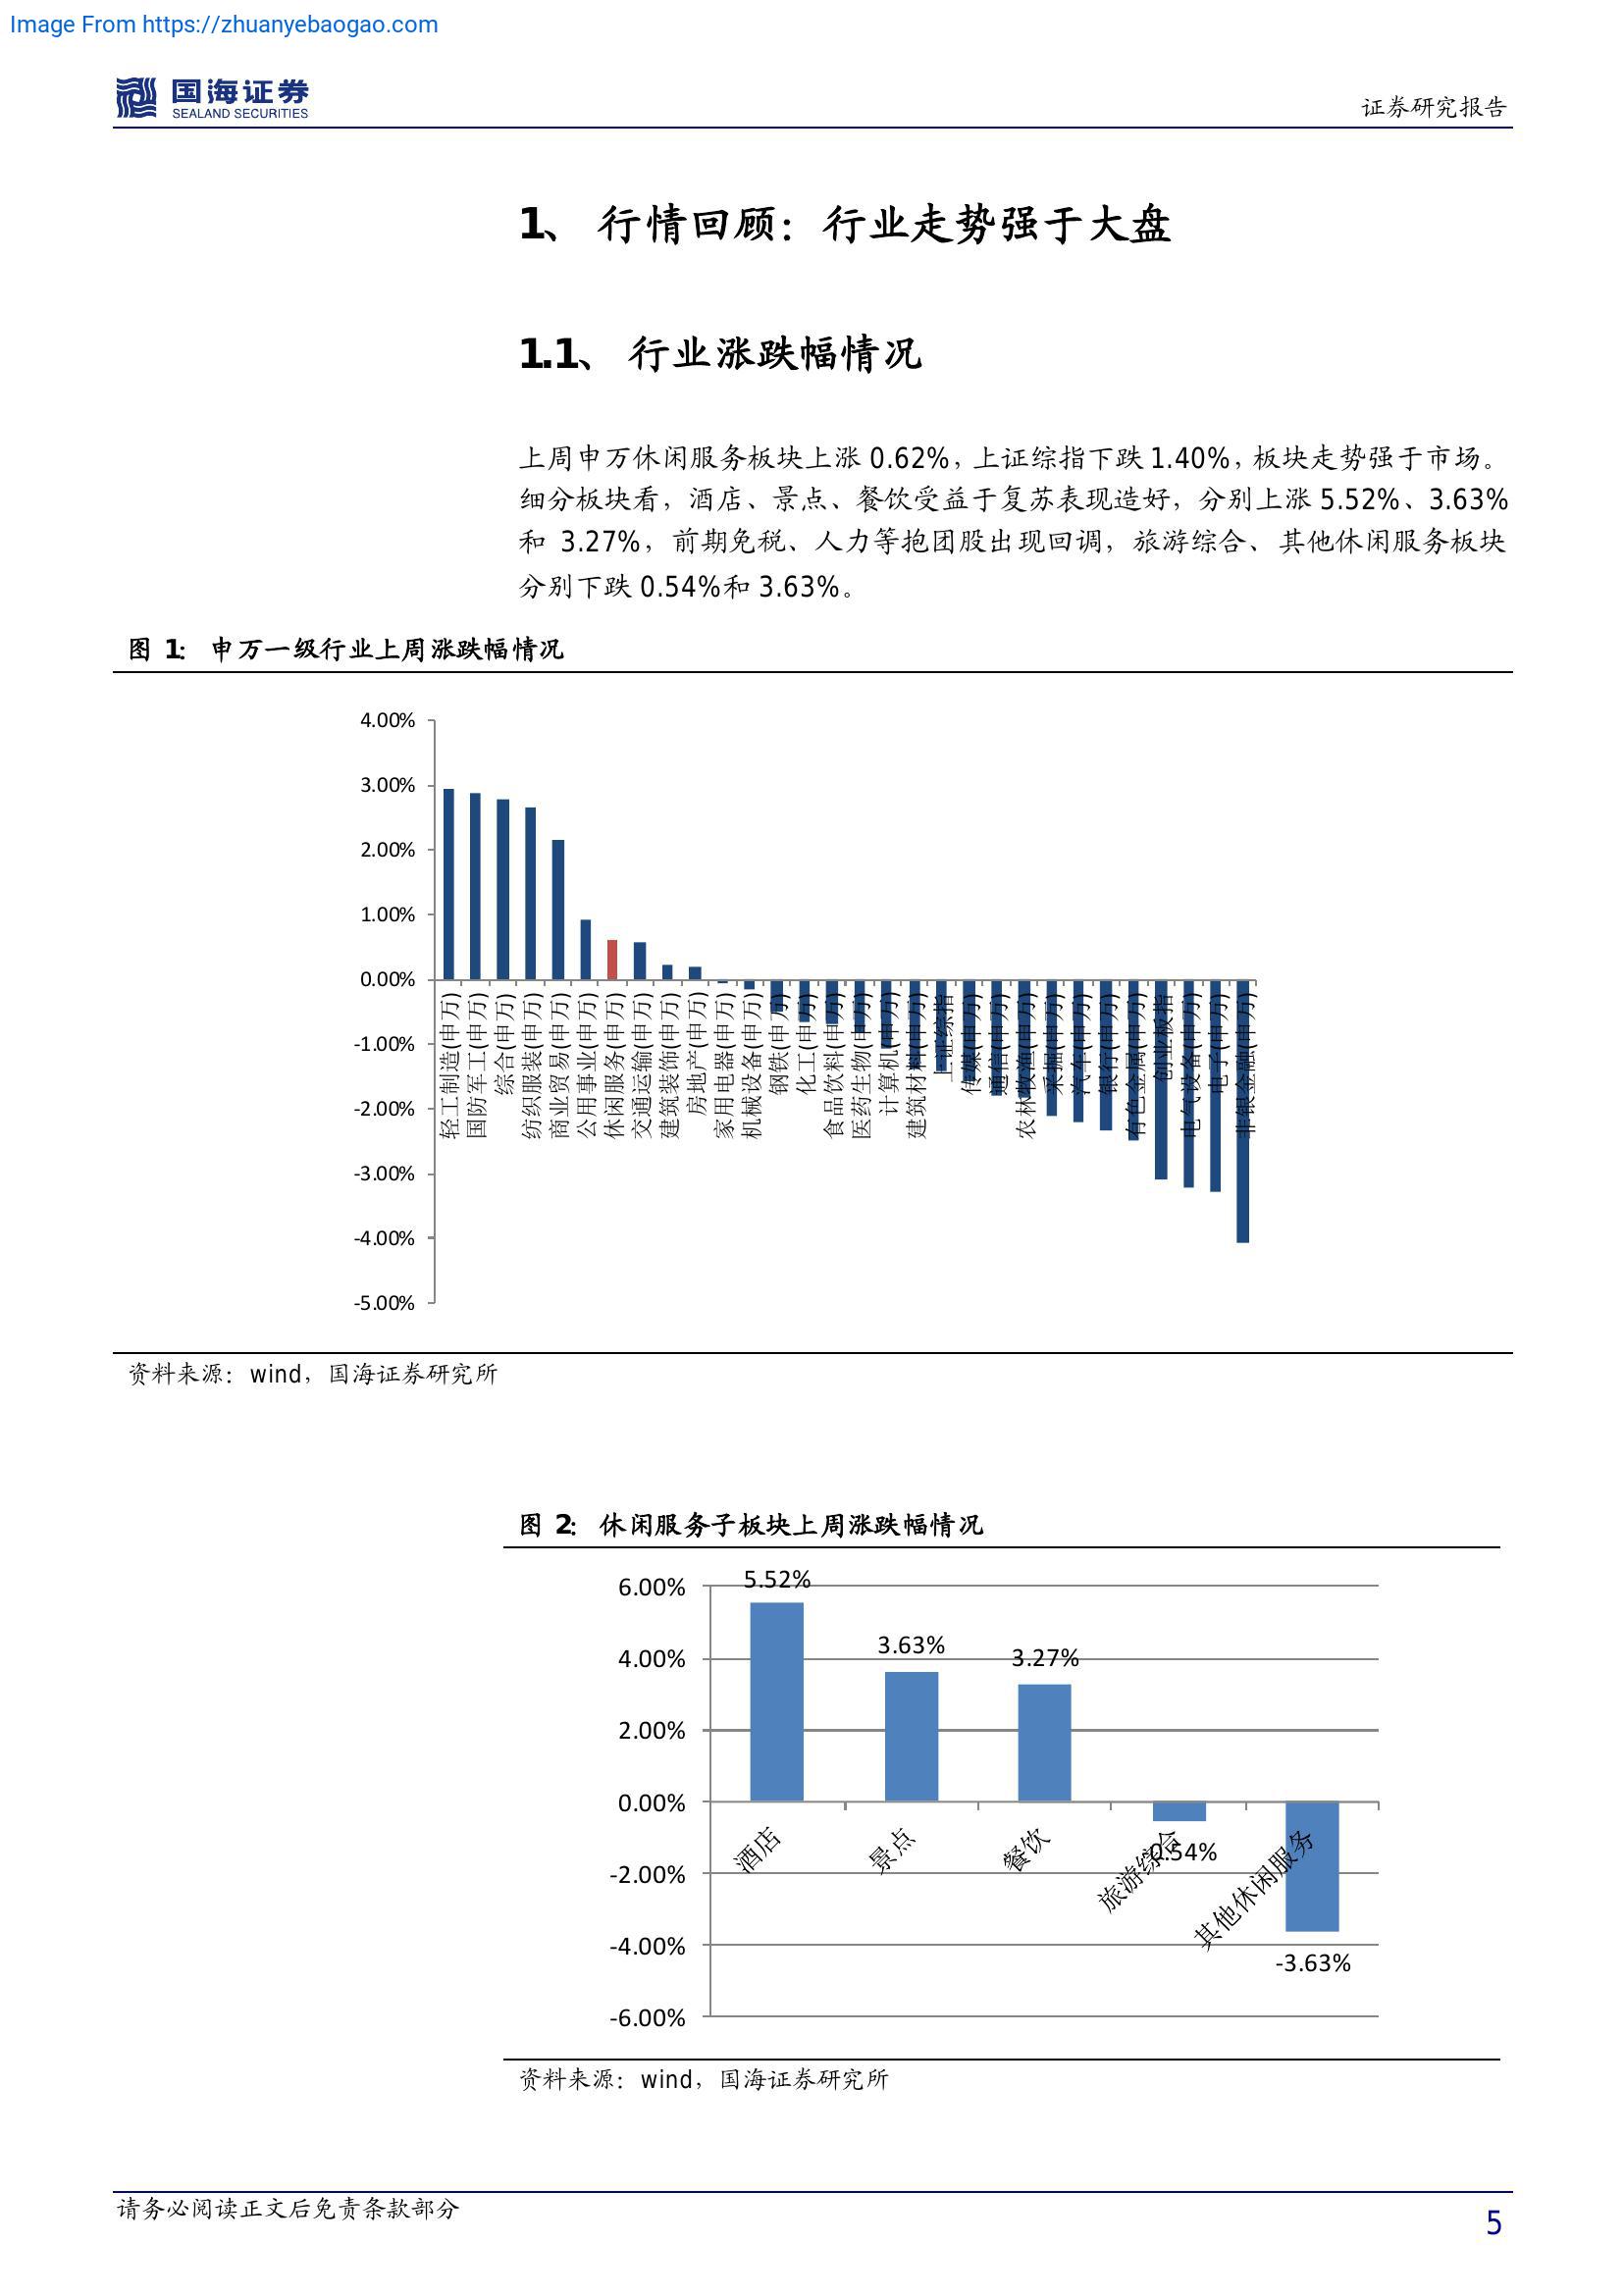 Image From https://zhuanyebaogao.com
国海证券
SEALAND SECURITIES
证券研究报告
1、 行情回顾：行业走势强于大盘
1.1、 行业涨跌幅情况
上周申万休闲服务板块上涨 0.62%，上证综指下跌 1.40%，板块走势强于市场。
细分板块看，酒店、景点、餐饮受益于复苏表现造好，分别上涨 5.52%、3.63%
和 3.27%，前期免税、人力等抱团股出现回调，旅游综合、其他休闲服务板块
分别下跌 0.54%和 3.63%。
图 1： 申万一级行业上周涨跌幅情况
4.00%
3.00%
2.00%
1.00%
0.00%
-1.00%
-2.00%
-3.00%
-4.00%
-5.00%
轻工制造(申万)
国防军工(申万)
综合(申万)
纺织服装(申万)
商业贸易(申万)
公用事业(申万)
休闲服务(申万)
交通运输(申万)
建筑装饰(申万)
房地产(申万)
家用电器(申万)
机械设备(申万)
钢铁(申万)
化工(申万)
食品饮料(申万)
医药生物(申万)
计算机(申万)
建筑材料(申万)
上证综指
传媒(申万)
通信(申万)
农林牧渔(申万)
采掘(申万)
汽车(申万)
银行(申万)
有色金属(申万)
创业板指
电气设备(申万)
电子(申万)
非银金融(申万)
资料来源：wind，国海证券研究所
图 2： 休闲服务子板块上周涨跌幅情况
6.00%
4.00%
2.00%
0.00%
-2.00%
-4.00%
-6.00%
5.52%
3.63%
3.27%
-0.54%
-3.63%
酒店
景点
餐饮
旅游综合
其他休闲服务
资料来源：wind，国海证券研究所
请务必阅读正文后免责条款部分
5